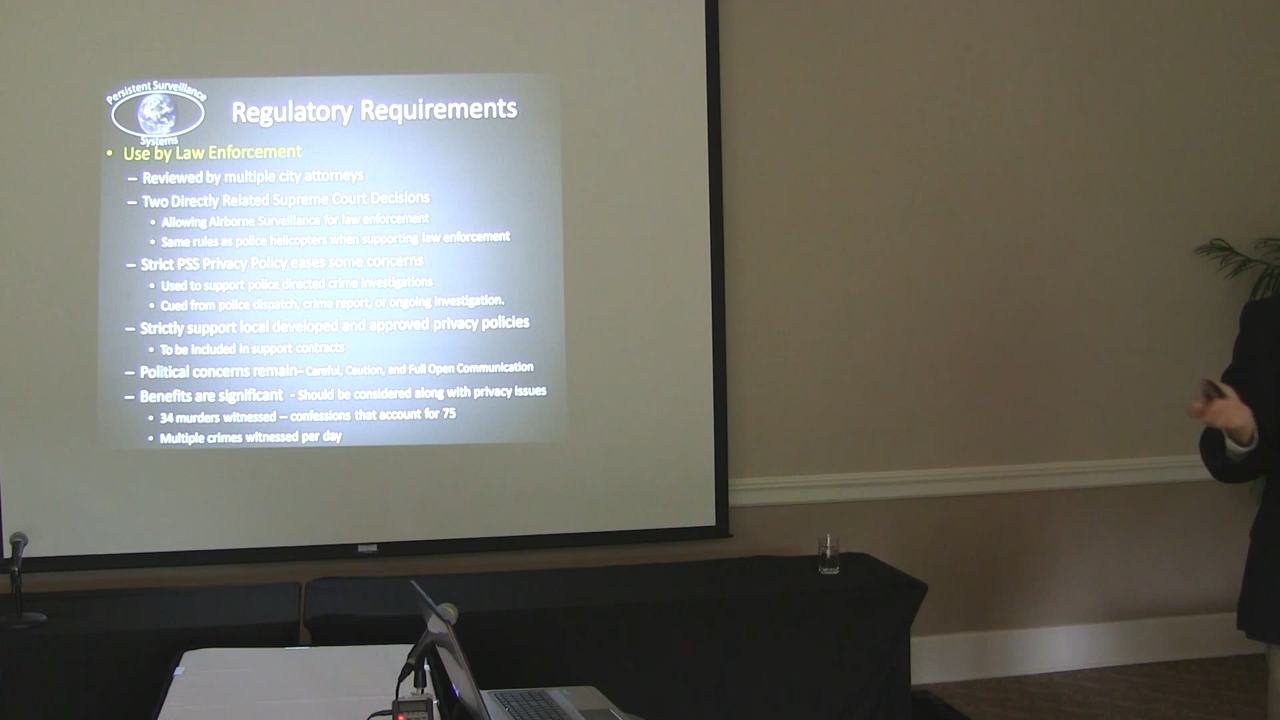 Persistent Surveillance
Systems
Regulatory Requirements
• Use by Law Enforcement
– Reviewed by multiple city attorneys
– Two Directly Related Supreme Court Decisions
• Allowing Airborne Surveillance for law enforcement
• Same rules as police helicopters when supporting law enforcement
– Strict PSS Privacy Policy eases some concerns
• Used to support police directed crime investigations
• Cued from police dispatch, crime report, or ongoing investigation.
– Strictly support local developed and approved privacy policies
• To be included in support contracts
– Political concerns remain– Careful, Caution, and Full Open Communication
– Benefits are significant - Should be considered along with privacy issues
• 34 murders witnessed – confessions that account for 75
• Multiple crimes witnessed per day